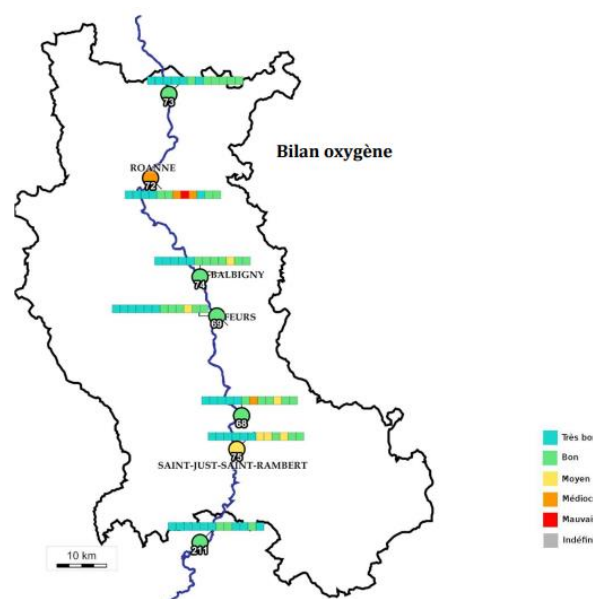 73
Bilan oxygène
ROANNE
72
BALBIGNY
74
FEURS
69
68
75
SAINT-JUST-SAINT-RAMBERT
211
10 km
Très bon
Bon
Moyen
Médioc
Mauvai
Indéfin